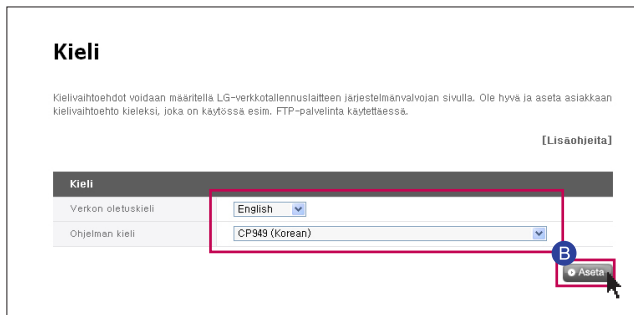 Kieli
Kielivaihtoehdot voidaan määritellä LG-verkkotallennuslaitteen järjestelmänvalvojan sivulla. Ole hyvä ja aseta asiakkaan
kielivaihtoehto kieleksi, joka on käytössä esim. FTP-palvelinta käytettäessä.
[Lisäohjeita]
Kieli
Verkon oletuskieli English
Ohjelman kieli CP949 (Korean)
B
Aseta